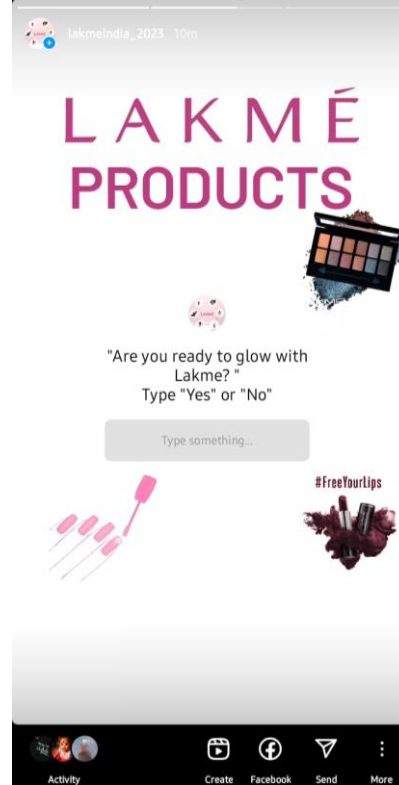 lakmeIndia_2023 10m
LAKMÉ
PRODUCTS
"Are you ready to glow with
Lakme? "
Type "Yes" or "No"
Type something...
#FreeYourLips
Activity
Create
Facebook
Send
More